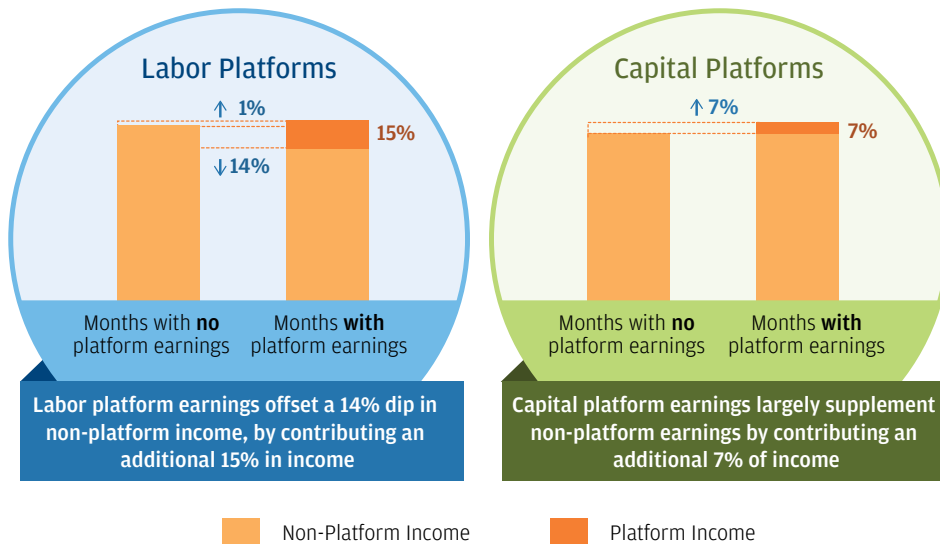 Labor Platforms
↑ 1%
15%
↓ 14%
Months with no
platform earnings
Months with
platform earnings
Labor platform earnings offset a 14% dip in
non-platform income, by contributing an
additional 15% in income
Capital Platforms
↑ 7%
7%
Months with no
platform earnings
Months with
platform earnings
Capital platform earnings largely supplement
non-platform earnings by contributing an
additional 7% of income
Non-Platform Income
Platform Income